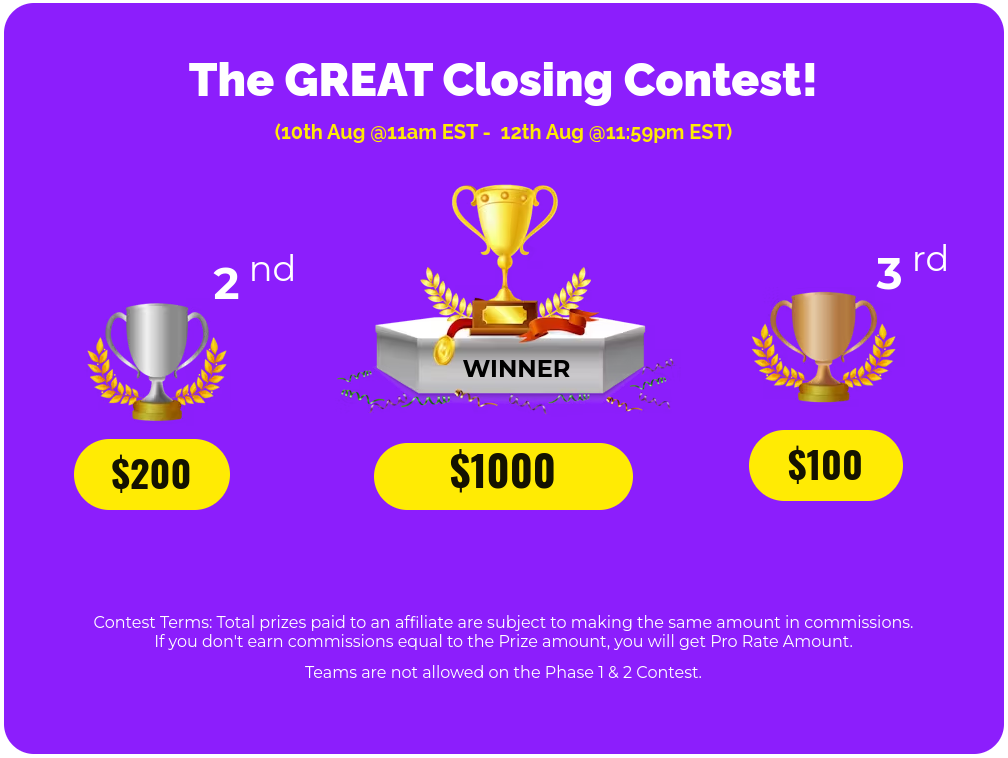 The GREAT Closing Contest!
(10th Aug @11am EST -  12th Aug @11:59pm EST)
2 nd
WINNER
3 rd
$200
$1000
$100
Contest Terms: Total prizes paid to an affiliate are subject to making the same amount in commissions.
If you don't earn commissions equal to the Prize amount, you will get Pro Rate Amount.
Teams are not allowed on the Phase 1 & 2 Contest.